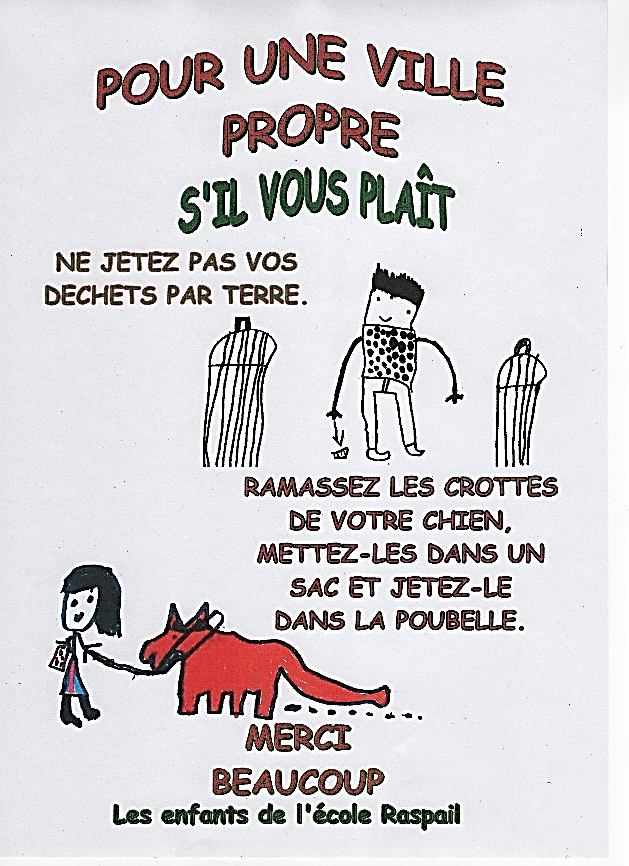 POUR UNE VILLE
PROPRE
S'IL VOUS PLAÎT
NE JETEZ PAS VOS
DECHETS PAR TERRE.
RAMASSEZ LES CROTTES
DE VOTRE CHIEN,
METTEZ-LES DANS UN
SAC ET JETEZ-LE
DANS LA POUBELLE.
MERCI
BEAUCOUP
Les enfants de l'école Raspail